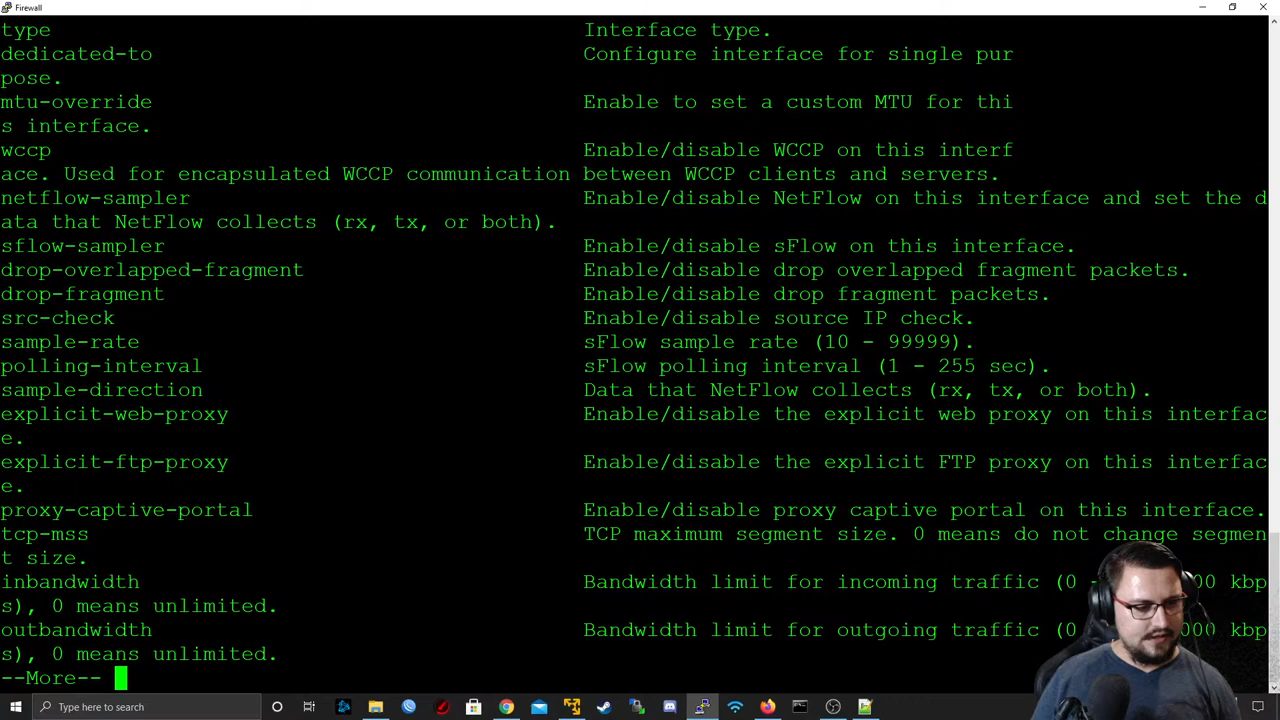 Firewall
type Interface type.
dedicated-to Configure interface for single pur
pose.
mtu-override Enable to set a custom MTU for thi
s interface.
wccp Enable/disable WCCP on this interf
ace. Used for encapsulated WCCP communication between WCCP clients and servers.
netflow-sampler Enable/disable NetFlow on this interface and set the d
ata that NetFlow collects (rx, tx, or both).
sflow-sampler Enable/disable sFlow on this interface.
drop-overlapped-fragment Enable/disable drop overlapped fragment packets.
drop-fragment Enable/disable drop fragment packets.
src-check Enable/disable source IP check.
sample-rate sFlow sample rate (10 - 99999).
polling-interval sFlow polling interval (1 - 255 sec).
sample-direction Data that NetFlow collects (rx, tx, or both).
explicit-web-proxy Enable/disable the explicit web proxy on this interfac
e.
explicit-ftp-proxy Enable/disable the explicit FTP proxy on this interfac
e.
proxy-captive-portal Enable/disable proxy captive portal on this interface.
tcp-mss TCP maximum segment size. 0 means do not change segmen
t size.
inbandwidth Bandwidth limit for incoming traffic (0 - 00 kbp
s), 0 means unlimited.
outbandwidth Bandwidth limit for outgoing traffic (0 000 kbp
s), 0 means unlimited.
--More--
Type here to search